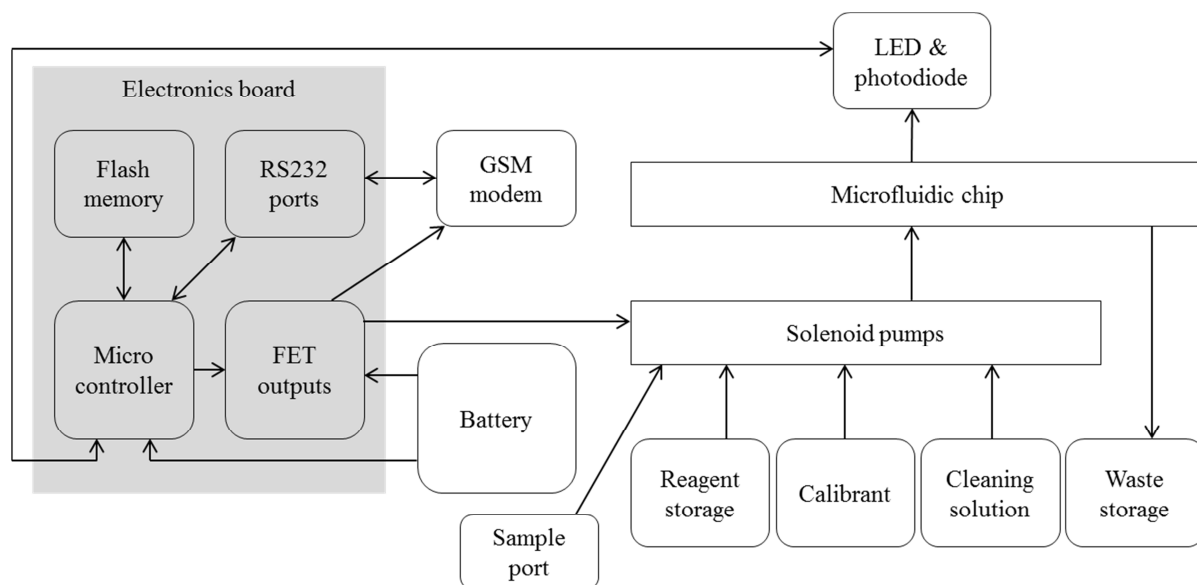 LED &
photodiode
Electronics board
Flash
memory
RS232
ports
GSM
modem
Microfluidic chip
Micro
controller
FET
outputs
Battery
Solenoid pumps
Reagent
storage
Calibrant
Cleaning
solution
Waste
storage
Sample
port